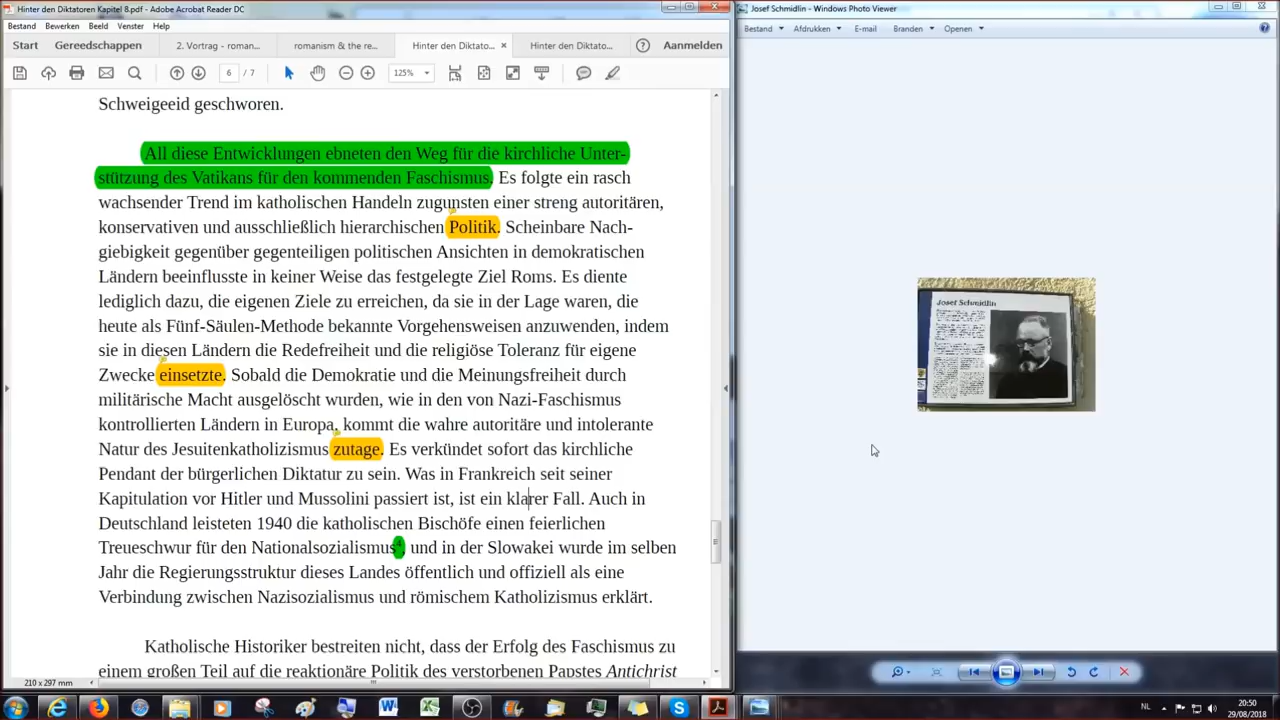 Hinter den Diktatoren Kapitel 8.pdf - Adobe Acrobat Reader DC
Bestand Bewerken Beeld Venster Help
Start Gereedschappen 2. Vortrag - roman... romanism & the re... Hinter den Diktato... × Hinter den Diktato... Aanmelden
6 / 7 125%
Schweigeeid geschworen.
All diese Entwicklungen ebneten den Weg für die kirchliche Unter-
stützung des Vatikans für den kommenden Faschismus. Es folgte ein rasch
wachsender Trend im katholischen Handeln zugunsten einer streng autoritären,
konservativen und ausschließlich hierarchischen Politik. Scheinbare Nach-
giebigkeit gegenüber gegenteiligen politischen Ansichten in demokratischen
Ländern beeinflusste in keiner Weise das festgelegte Ziel Roms. Es diente
lediglich dazu, die eigenen Ziele zu erreichen, da sie in der Lage waren, die
heute als Fünf-Säulen-Methode bekannte Vorgehensweisen anzuwenden, indem
sie in diesen Ländern die Redefreiheit und die religiöse Toleranz für eigene
Zwecke einsetzte. Sobald die Demokratie und die Meinungsfreiheit durch
militärische Macht ausgelöscht wurden, wie in den von Nazi-Faschismus
kontrollierten Ländern in Europa, kommt die wahre autoritäre und intolerante
Natur des Jesuitenkatholizismus zutage. Es verkündet sofort das kirchliche
Pendant der bürgerlichen Diktatur zu sein. Was in Frankreich seit seiner
Kapitulation vor Hitler und Mussolini passiert ist, ist ein klarer Fall. Auch in
Deutschland leisteten 1940 die katholischen Bischöfe einen feierlichen
Treueschwur für den Nationalsozialismus, und in der Slowakei wurde im selben
Jahr die Regierungsstruktur dieses Landes öffentlich und offiziell als eine
Verbindung zwischen Nazisozialismus und römischem Katholizismus erklärt.
Katholische Historiker bestreiten nicht, dass der Erfolg des Faschismus zu
einem großen Teil auf die reaktionäre Politik des verstorbenen Papstes Antichrist
210 x 297 mm
Josef Schmidlin - Windows Photo Viewer
Bestand Afdrukken E-mail Branden Openen
Josef Schmidlin
NL 20:50
29/08/2018